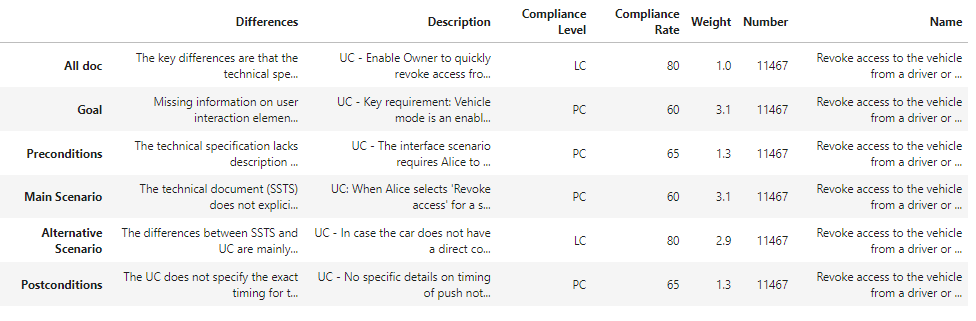 Differences Description Compliance Level Compliance Rate Weight Number Name
All doc The key differences are that the technical spe... UC - Enable Owner to quickly revoke access fro... LC 80 1.0 11467 Revoke access to the vehicle from a driver or ...
Goal Missing information on user interaction elemen... UC - Key requirement: Vehicle mode is an enabl... PC 60 3.1 11467 Revoke access to the vehicle from a driver or ...
Preconditions The technical specification lacks description ... UC - The interface scenario requires Alice to ... PC 65 1.3 11467 Revoke access to the vehicle from a driver or ...
Main Scenario The technical document (SSTS) does not explici... UC: When Alice selects 'Revoke access' for a s... PC 60 3.1 11467 Revoke access to the vehicle from a driver or ...
Alternative Scenario The differences between SSTS and UC are mainly... UC - In case the car does not have a direct co... LC 80 2.9 11467 Revoke access to the vehicle from a driver or ...
Postconditions The UC does not specify the exact timing for t... UC - No specific details on timing of push not... PC 65 1.3 11467 Revoke access to the vehicle from a driver or ...